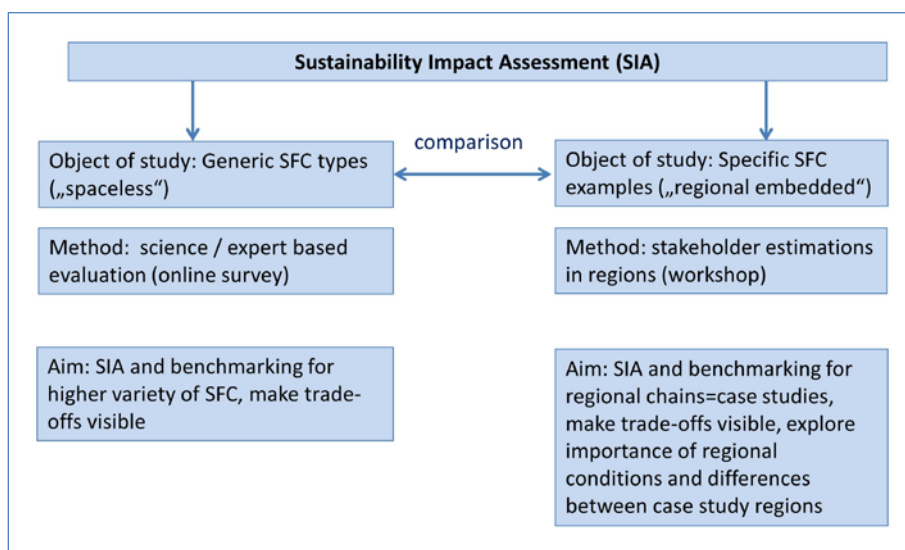 Sustainability Impact Assessment (SIA)
comparison
Object of study: Generic SFC types
(„spaceless“)
Method:  science / expert based
evaluation (online survey)
Aim: SIA and benchmarking for
higher variety of SFC, make trade-
offs visible
Object of study: Specific SFC
examples („regional embedded“)
Method: stakeholder estimations
in regions (workshop)
Aim: SIA and benchmarking for
regional chains=case studies,
make trade-offs visible, explore
importance of regional
conditions and differences
between case study regions